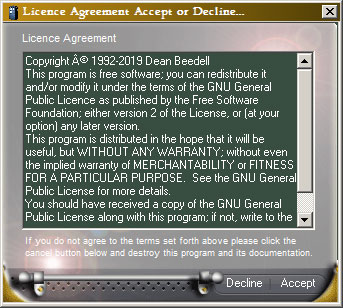 Licence Agreement Accept or Decline...
Licence Agreement
Copyright Â© 1992-2019 Dean Beedell
This program is free software; you can redistribute it
and/or modify it under the terms of the GNU General
Public Licence as published by the Free Software
Foundation; either version 2 of the License, or (at your
option) any later version.
This program is distributed in the hope that it will be
useful, but WITHOUT ANY WARRANTY; without even
the implied warranty of MERCHANTABILITY or FITNESS
FOR A PARTICULAR PURPOSE.  See the GNU General
Public License for more details.
You should have received a copy of the GNU General
Public License along with this program; if not, write to the
If you do not agree to the terms set forth above please click the
cancel button below and destroy this program and its documentation.
Decline Accept